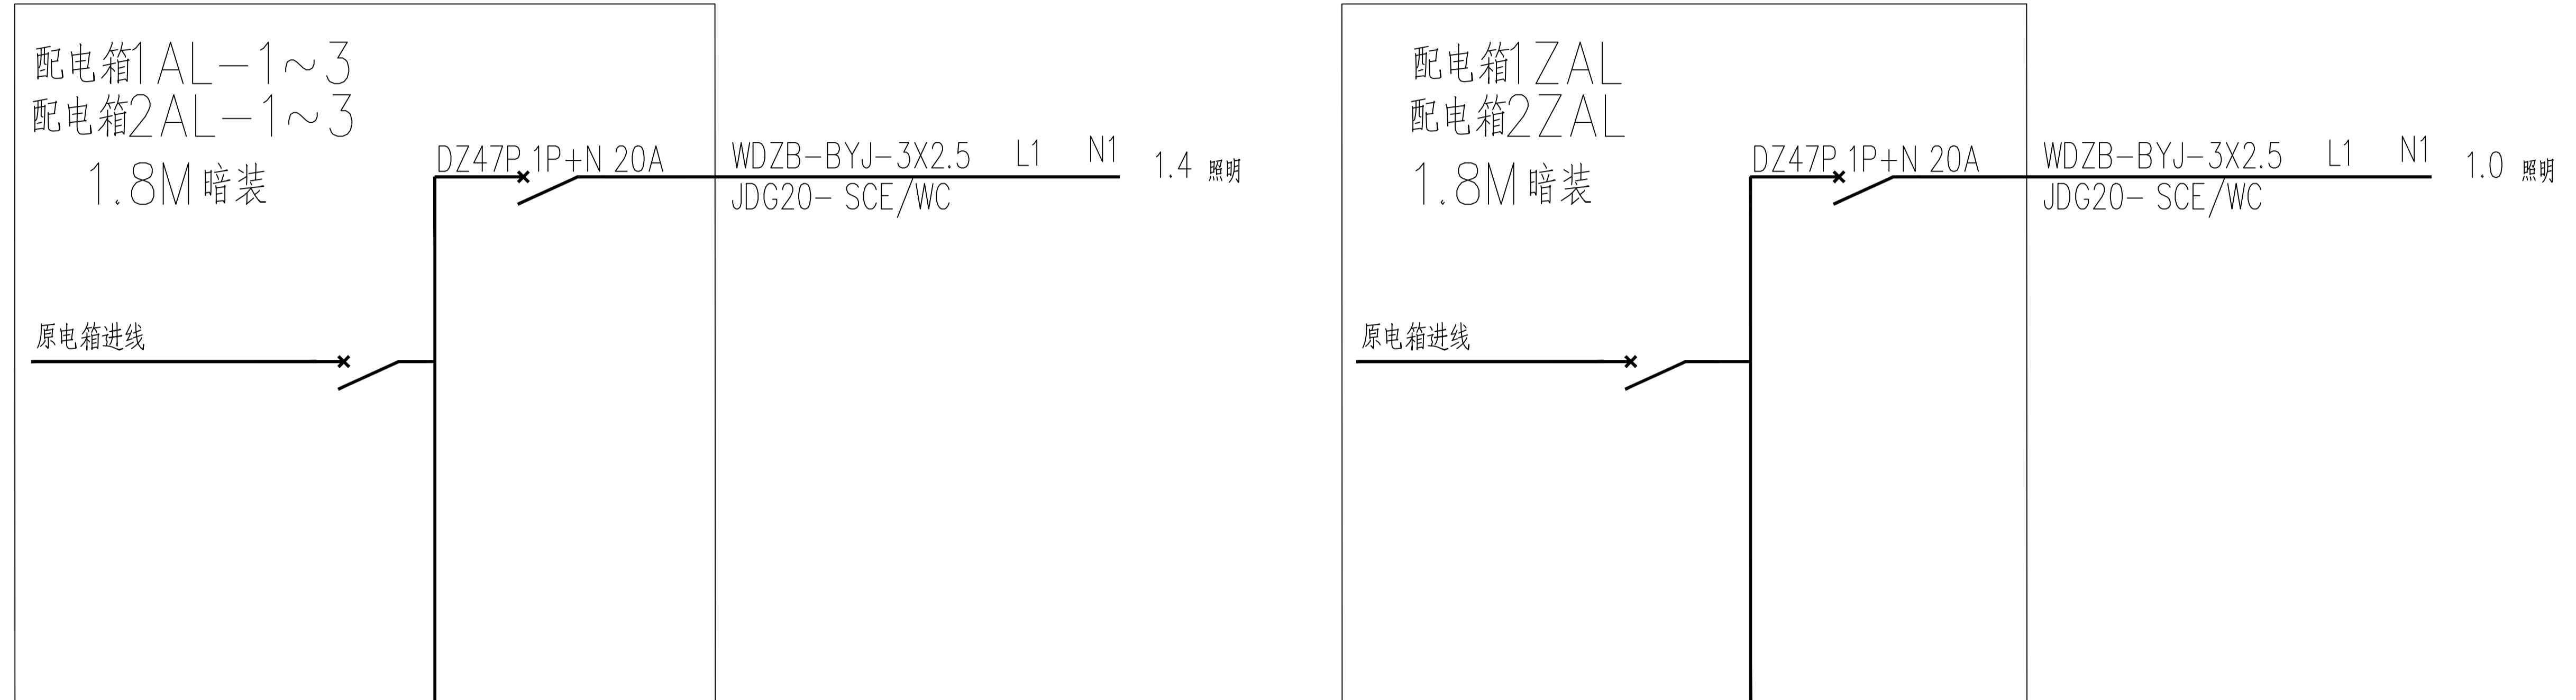 配电箱1AL-1~3
配电箱2AL-1~3
1.8M暗装
DZ47P 1P+N 20A
WDZB-BYJ-3X2.5 L1 N1 1.4 照明
JDG20- SCE/WC
原电箱进线
配电箱1ZAL
配电箱2ZAL
1.8M暗装
DZ47P 1P+N 20A
WDZB-BYJ-3X2.5 L1 N1 1.0 照明
JDG20- SCE/WC
原电箱进线